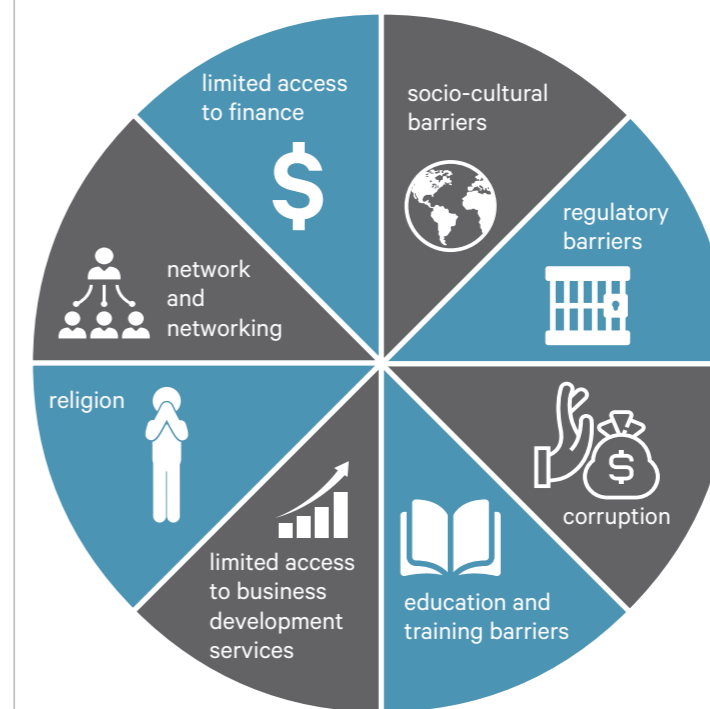 limited access
to finance
$
socio-cultural
barriers
regulatory
barriers
network
and
networking
religion
$
corruption
limited access
to business
development
services
education and
training barriers